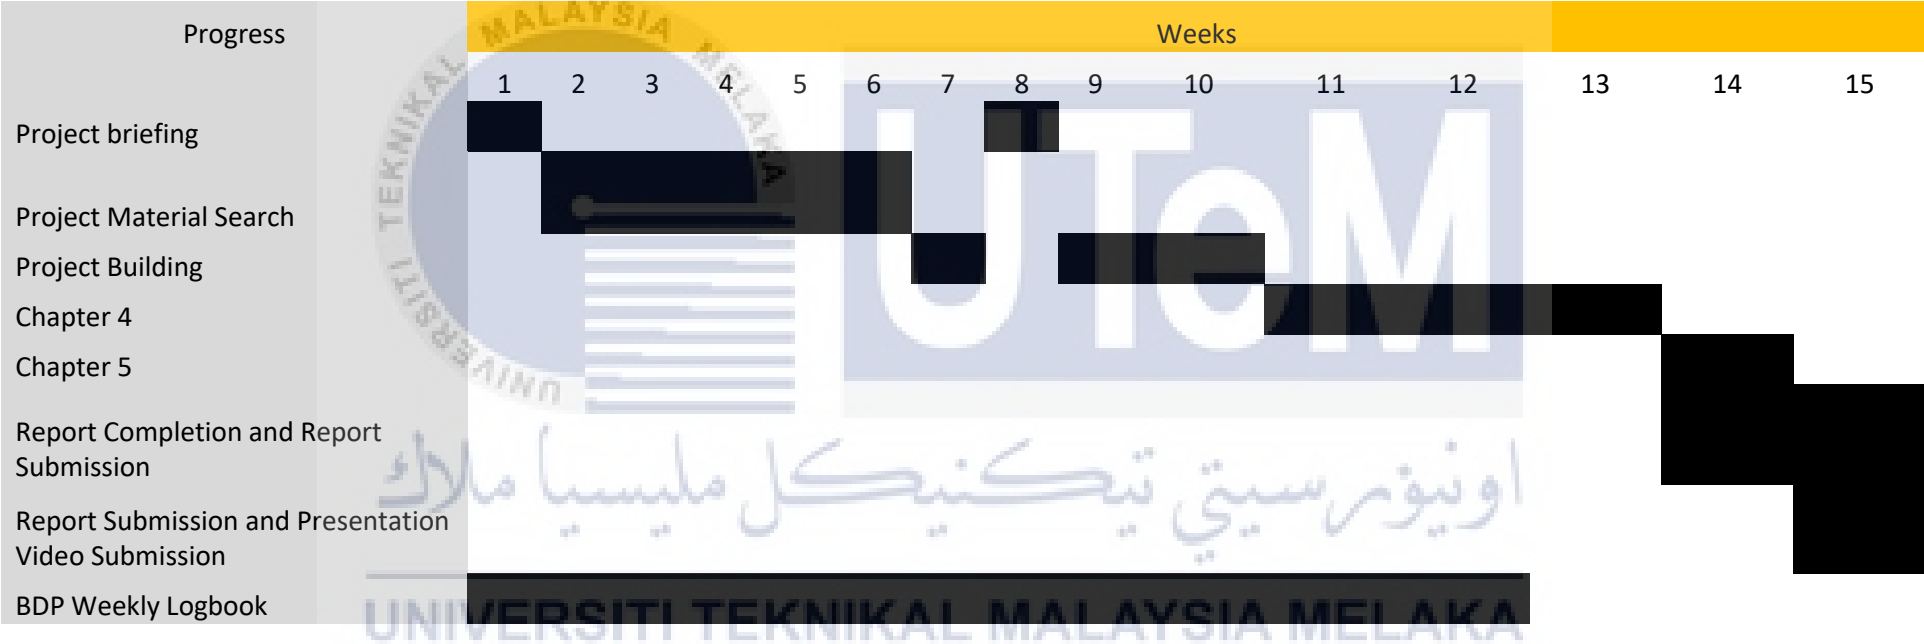 Progress
Weeks
1 2 3 4 5 6 7 8 9 10 11 12 13 14 15
Project briefing
Project Material Search
Project Building
Chapter 4
Chapter 5
Report Completion and Report
Submission
Report Submission and Presentation
Video Submission
BDP Weekly Logbook
UNIVERSITI TEKNIKAL MALAYSIA MELAKA
UTeM
اونيۏرسيتي تيكنيكل مليسيا ملاك
UNIVERSITI TEKNIKAL MALAYSIA MELAKA